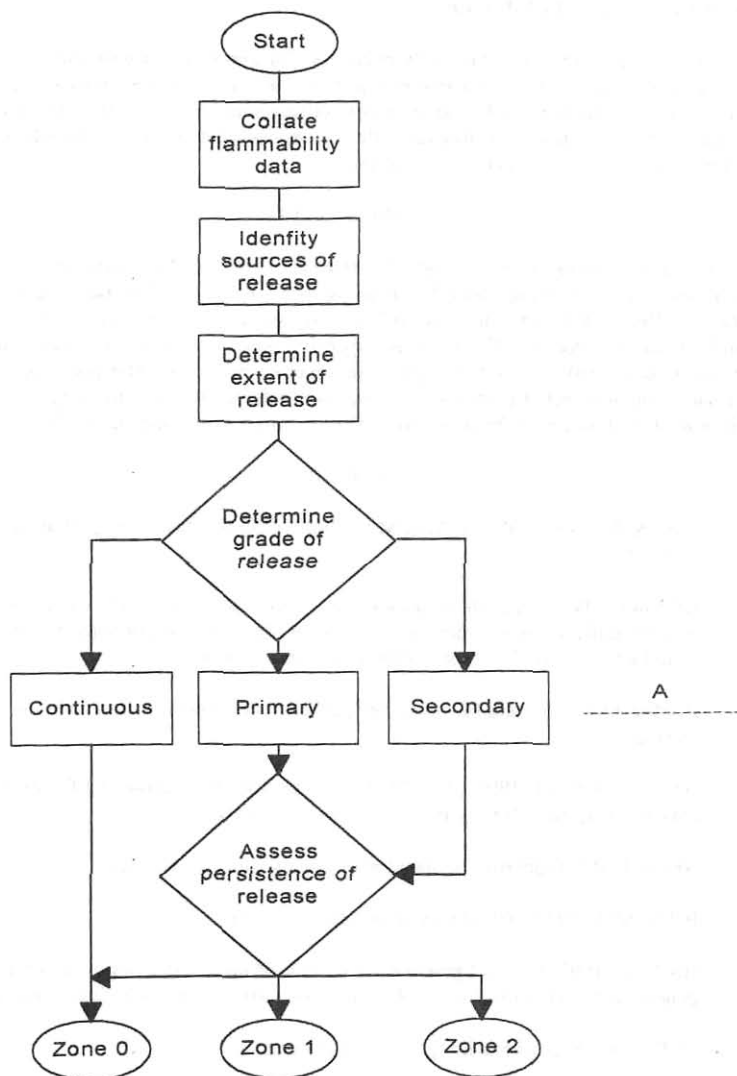 Start
Collate
flammability
data
Idenfity
sources of
release
Determine
extent of
release
Determine
grade of
release
Continuous
Primary
Secondary
A
Assess
persistence of
release
Zone 0
Zone 1
Zone 2